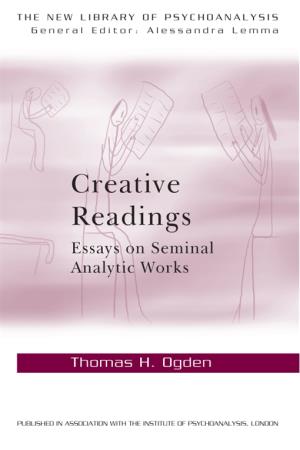 THE NEW LIBRARY OF PSYCHOANALYSIS
General Editor: Alessandra Lemma
Creative
Readings
Essays on Seminal
Analytic Works
Thomas H. Ogden
PUBLISHED IN ASSOCIATION WITH THE INSTITUTE OF PSYCHOANALYSIS, LONDON